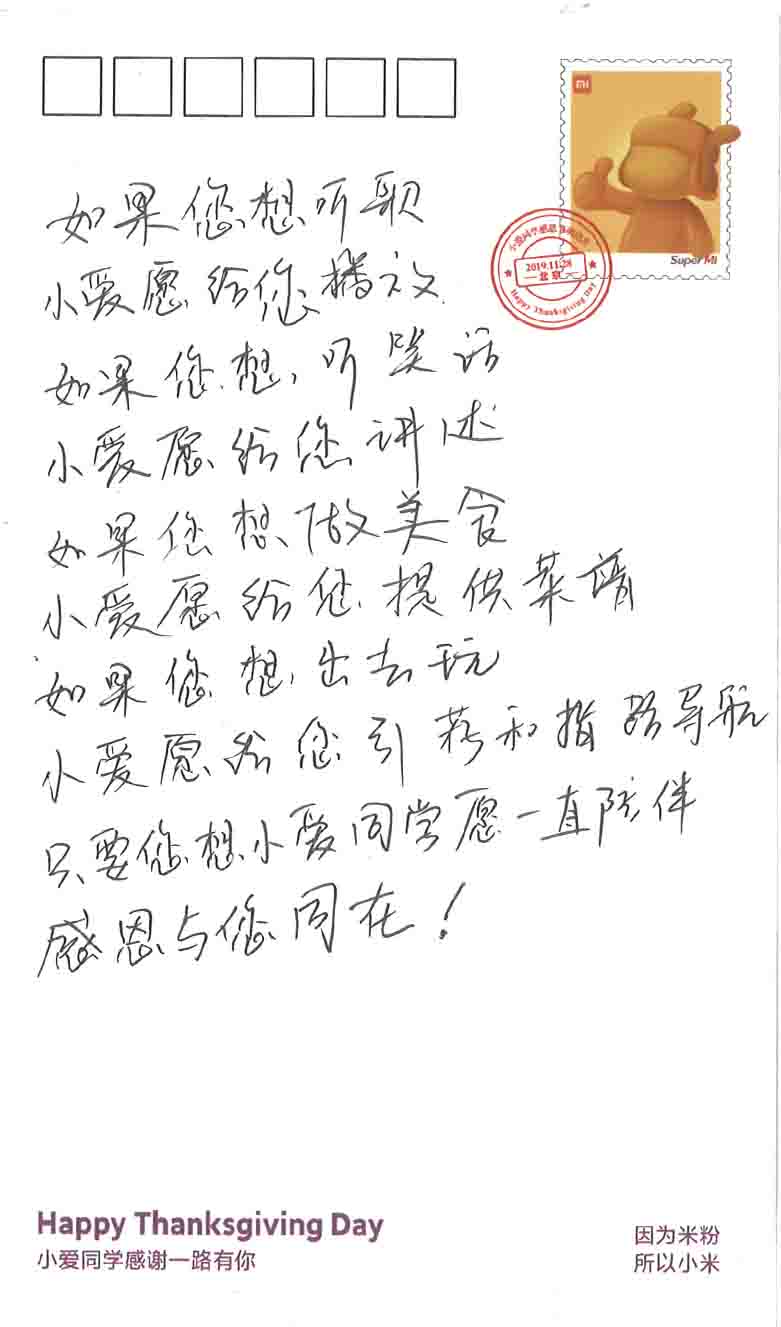 MI
Super Mi
小爱同学感恩
2019.11.28
北京
Happy Thanksgiving Day
如果您想听歌
小爱愿给您播放
如果您想,听笑话
小爱愿给您讲述
如果您想做美食
小爱愿给您提供菜谱
如果您想,出去玩
小爱愿给您引荐和指路导航
只要您想小爱同学愿一直陪伴
感恩与您同在!
Happy Thanksgiving Day
小爱同学感谢一路有你
因为米粉
所以小米